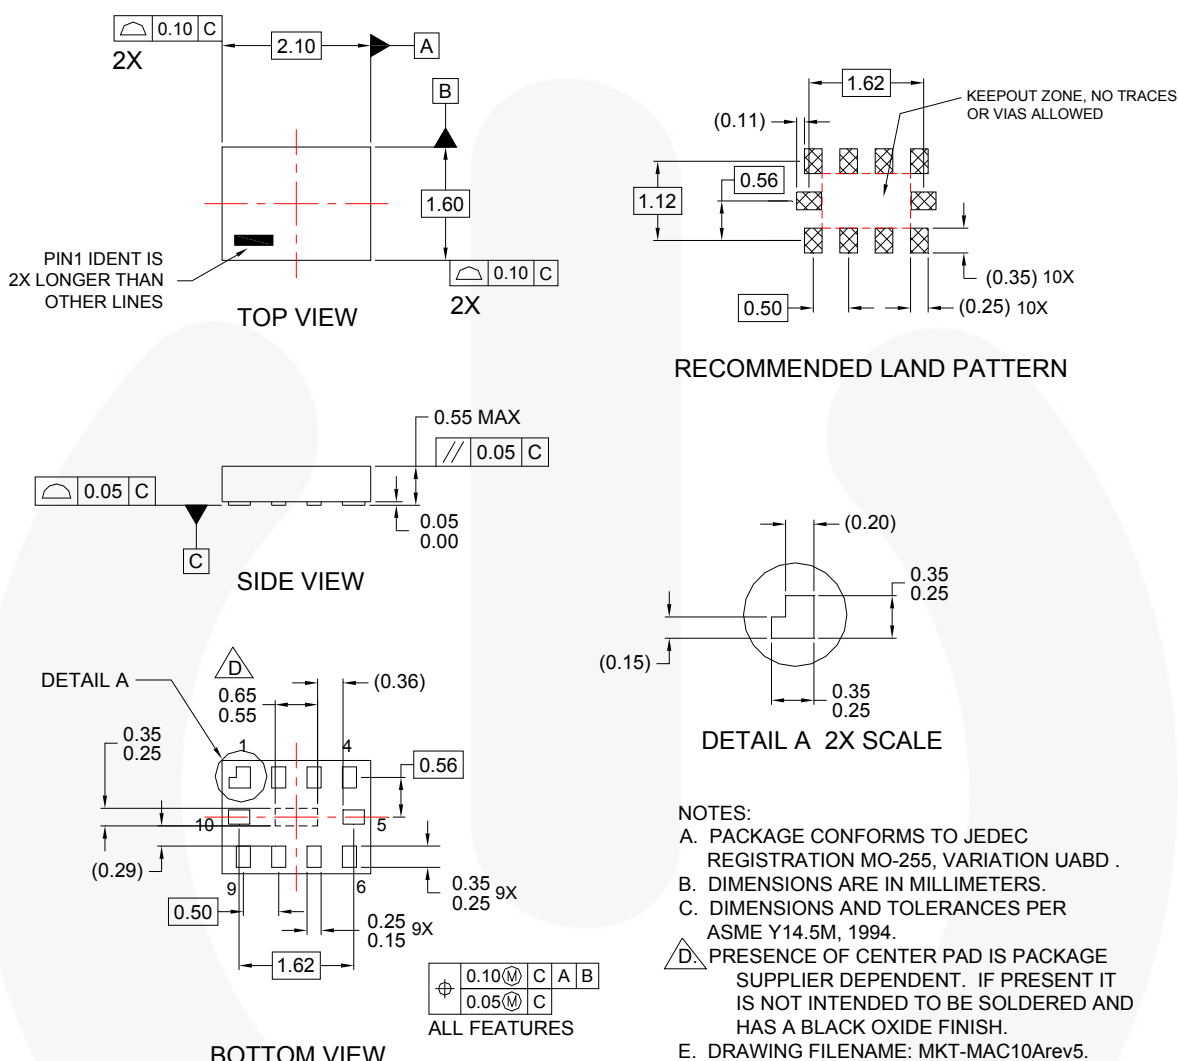 0.10 C
2X
2.10
A
B
1.60
PIN1 IDENT IS
2X LONGER THAN
OTHER LINES
0.10 C
2X
TOP VIEW
1.62
KEEPOUT ZONE, NO TRACES
OR VIAS ALLOWED
(0.11)
0.56
1.12
(0.35) 10X
0.50
(0.25) 10X
RECOMMENDED LAND PATTERN
0.55 MAX
// 0.05 C
0.05 C
0.05
0.00
C
SIDE VIEW
(0.20)
0.35
0.25
(0.15)
0.35
0.25
DETAIL A 2X SCALE
D
DETAIL A
0.65
0.55
(0.36)
0.35
0.25
1
4
0.56
10
5
(0.29)
9
6
0.35
0.25 9X
0.50
0.25
0.15 9X
1.62
0.10Ⓜ C A B
0.05Ⓜ C
ALL FEATURES
BOTTOM VIEW
NOTES:
A. PACKAGE CONFORMS TO JEDEC
REGISTRATION MO-255, VARIATION UABD .
B. DIMENSIONS ARE IN MILLIMETERS.
C. DIMENSIONS AND TOLERANCES PER
ASME Y14.5M, 1994.
D. PRESENCE OF CENTER PAD IS PACKAGE
SUPPLIER DEPENDENT. IF PRESENT IT
IS NOT INTENDED TO BE SOLDERED AND
HAS A BLACK OXIDE FINISH.
E. DRAWING FILENAME: MKT-MAC10Arev5.